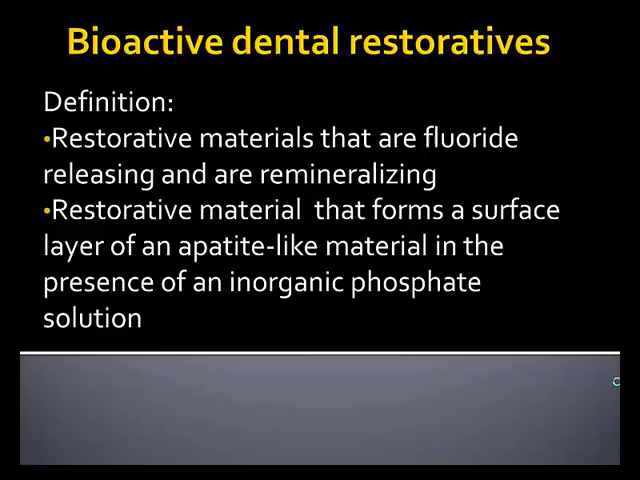 Bioactive dental restoratives
Definition:
•Restorative materials that are fluoride
releasing and are remineralizing
•Restorative material  that forms a surface
layer of an apatite-like material in the
presence of an inorganic phosphate
solution